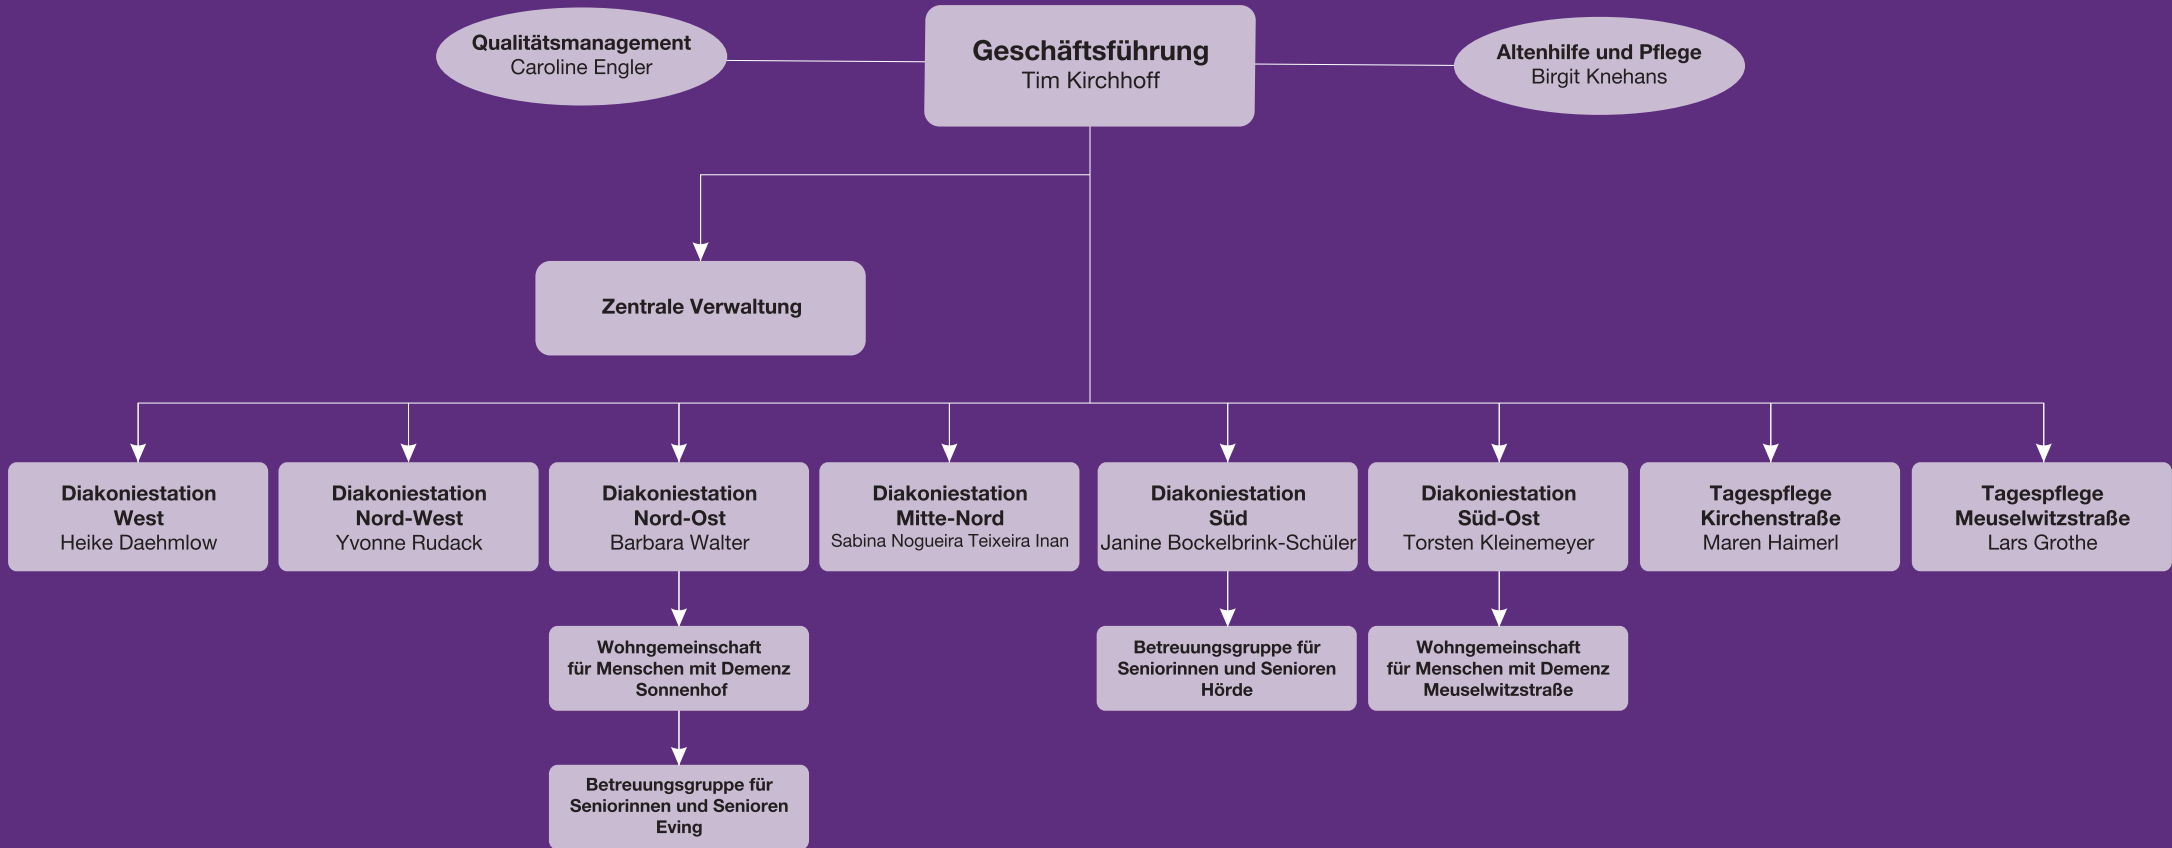 Qualitätsmanagement
Caroline Engler
Geschäftsführung
Tim Kirchhoff
Altenhilfe und Pflege
Birgit Knehans
Zentrale Verwaltung
Diakoniestation
West
Heike Daehmlow
Diakoniestation
Nord-West
Yvonne Rudack
Diakoniestation
Nord-Ost
Barbara Walter
Diakoniestation
Mitte-Nord
Sabina Nogueira Teixeira Inan
Diakoniestation
Süd
Janine Bockelbrink-Schüler
Diakoniestation
Süd-Ost
Torsten Kleinemeyer
Tagespflege
Kirchenstraße
Maren Haimerl
Tagespflege
Meuselwitzstraße
Lars Grothe
Wohngemeinschaft
für Menschen mit Demenz
Sonnenhof
Betreuungsgruppe für
Seniorinnen und Senioren
Hörde
Wohngemeinschaft
für Menschen mit Demenz
Meuselwitzstraße
Betreuungsgruppe für
Seniorinnen und Senioren
Eving